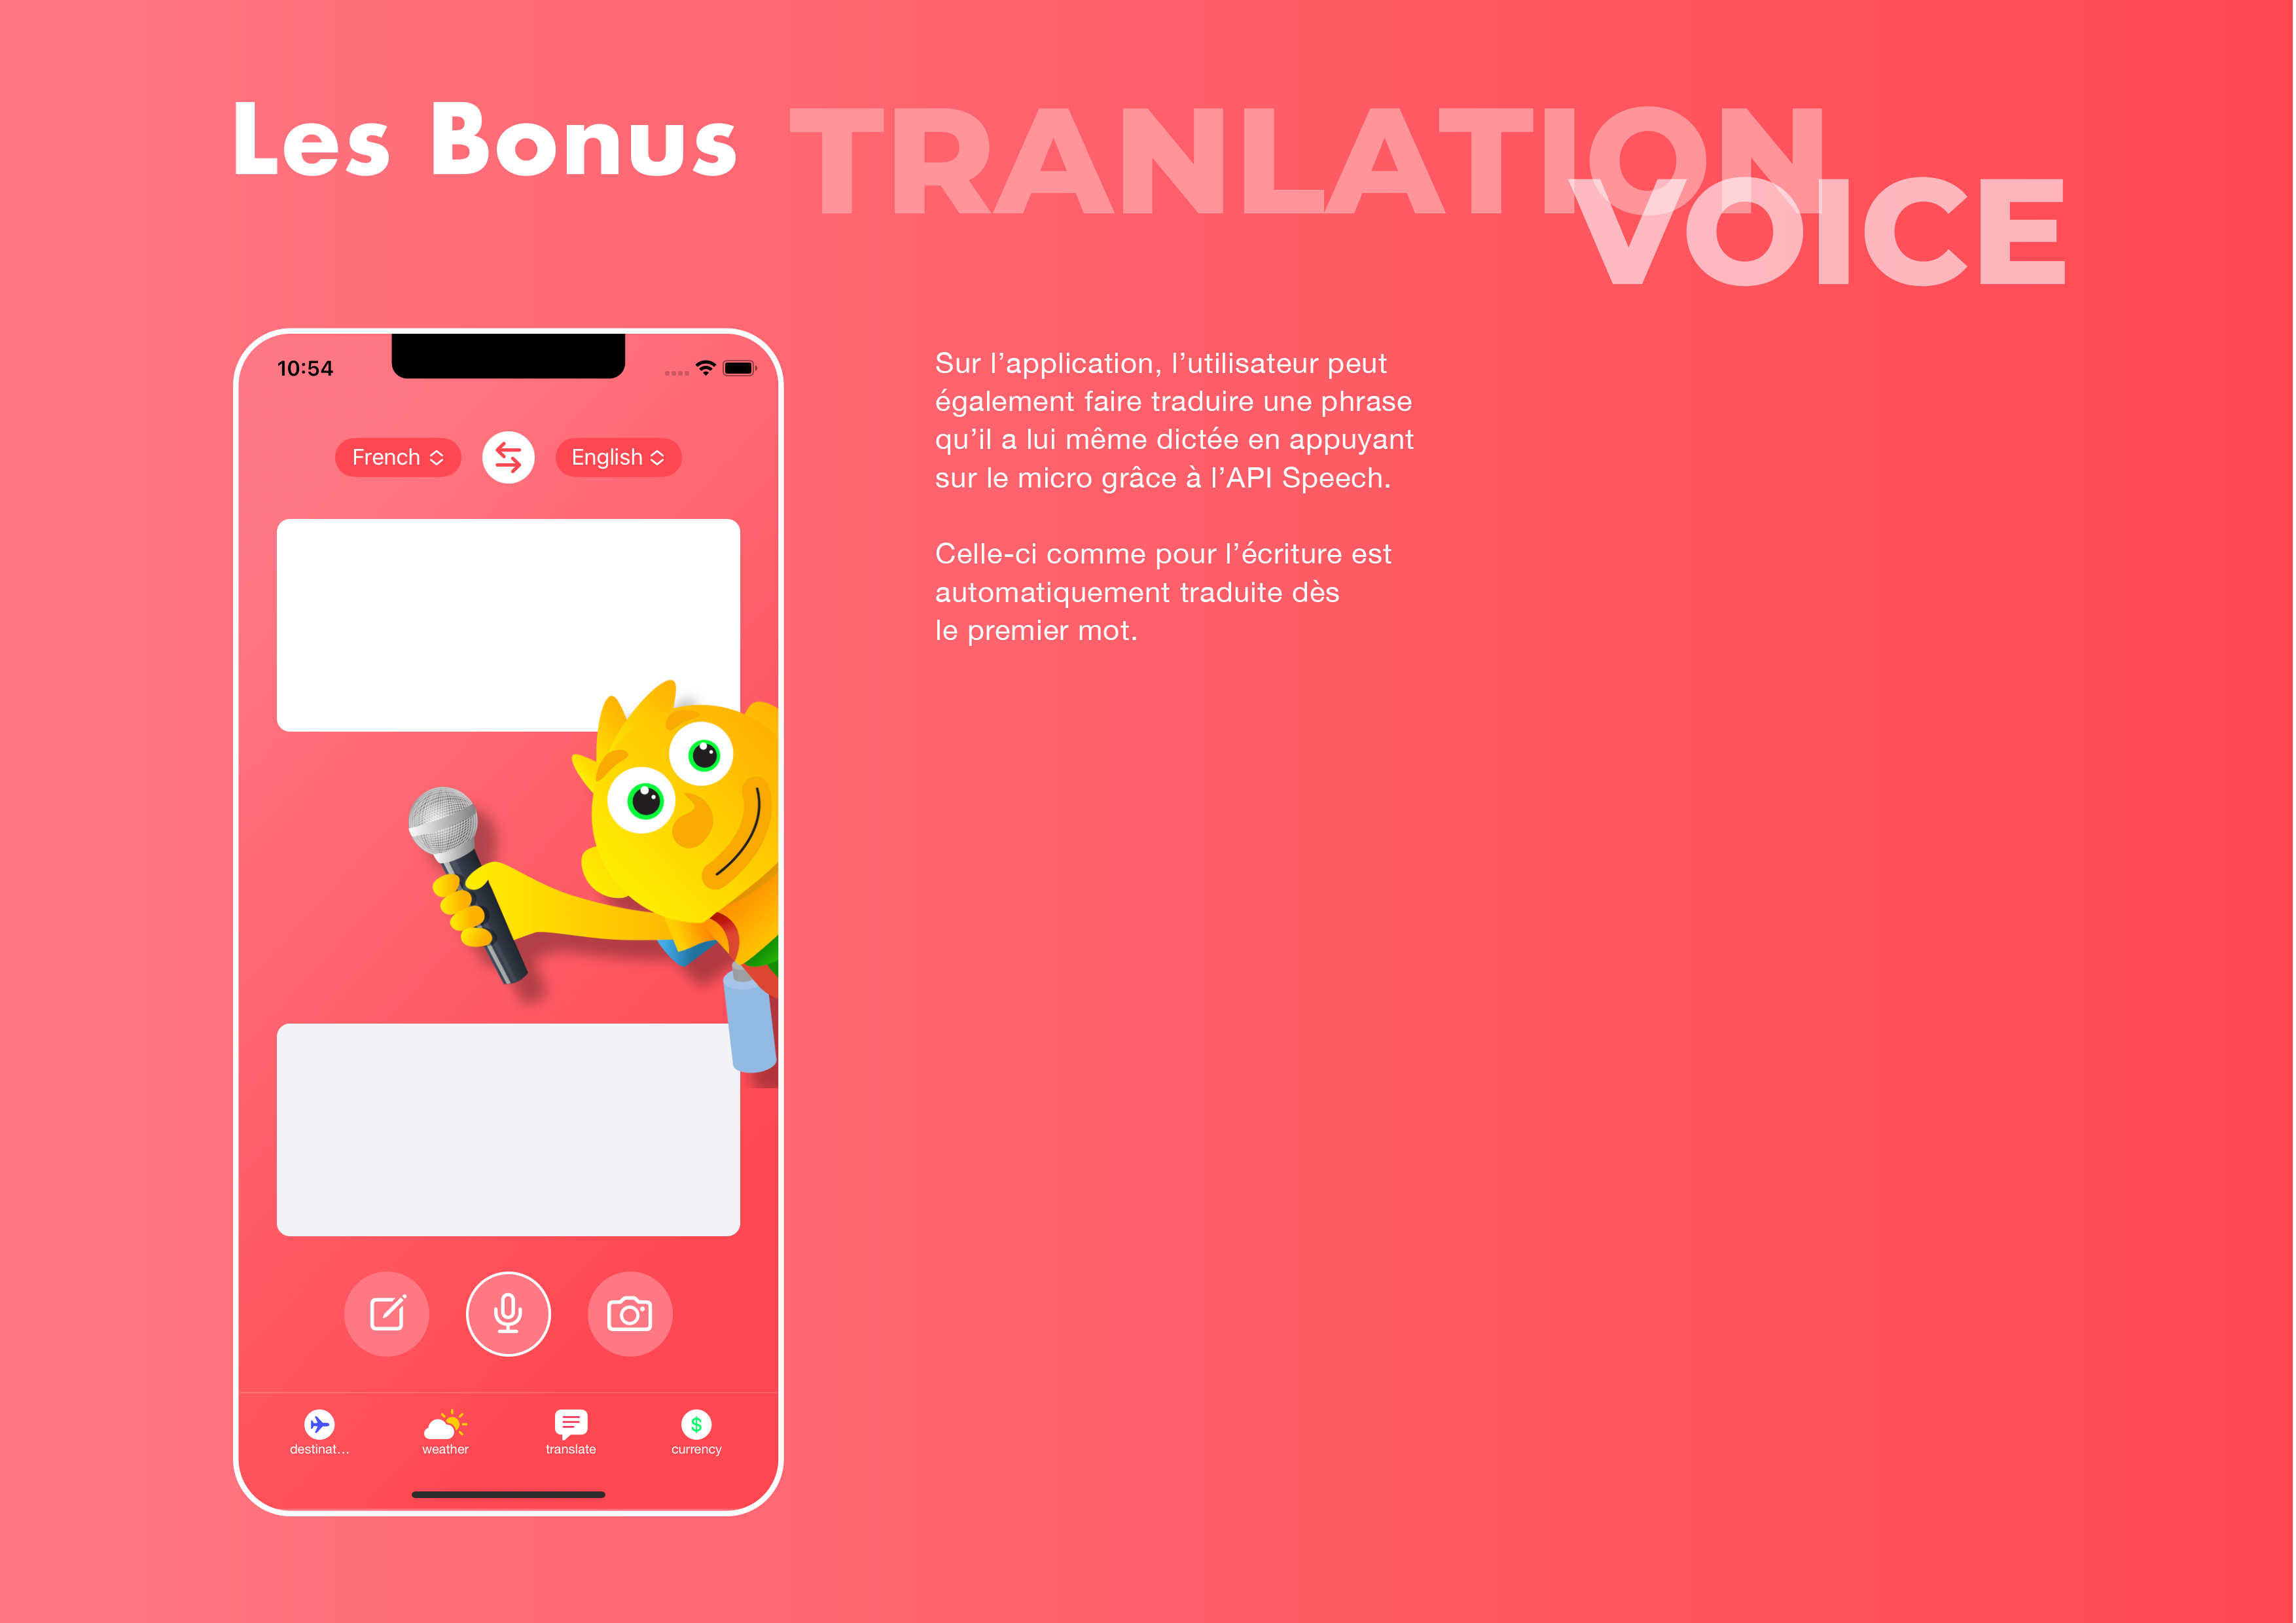 Les Bonus
TRANLATION
VOICE
10:54
French
English
Sur l’application, l’utilisateur peut
également faire traduire une phrase
qu’il a lui même dictée en appuyant
sur le micro grâce à l’API Speech.
Celle-ci comme pour l’écriture est
automatiquement traduite dès
le premier mot.
$
destinat...
weather
translate
currency